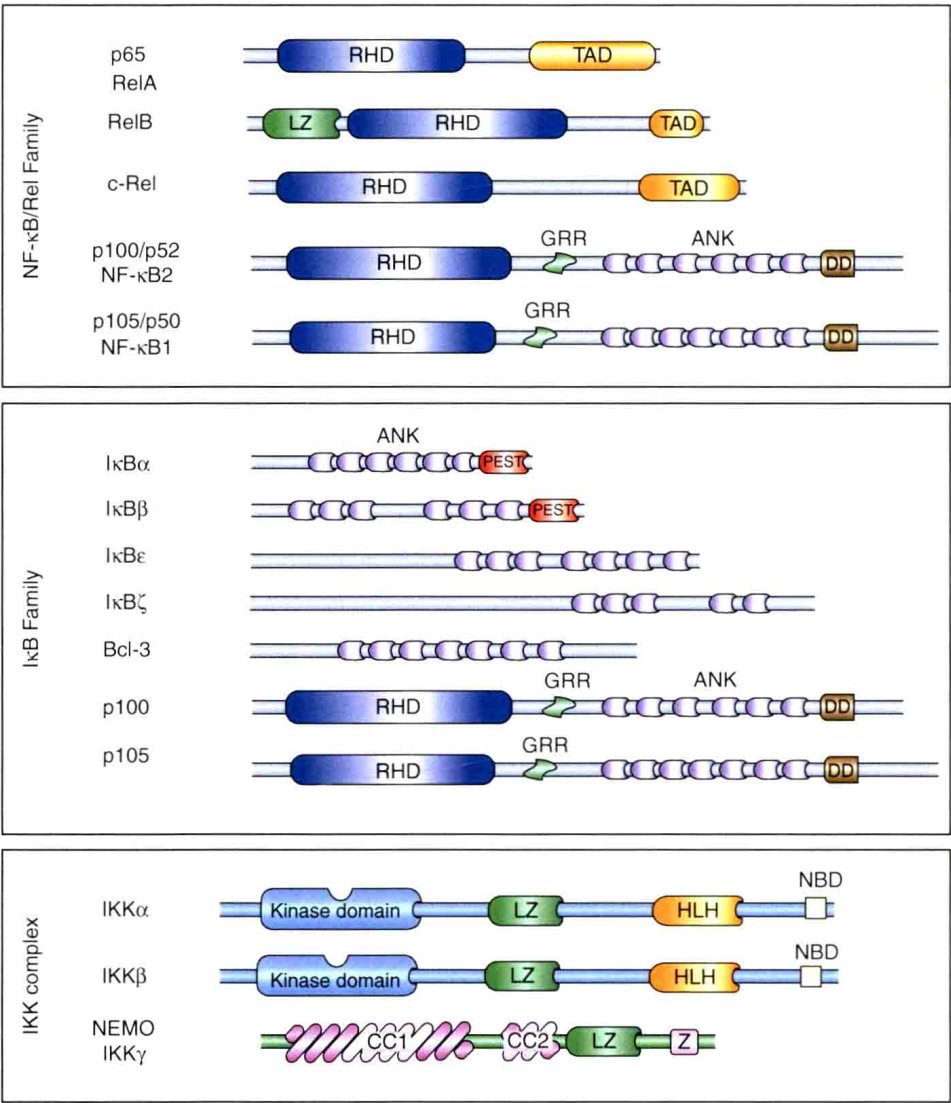 NF-κB/Rel Family
p65
RelA
RHD
TAD
RelB
LZ
RHD
TAD
c-Rel
RHD
TAD
p100/p52
NF-κB2
RHD
GRR
ANK
DD
p105/p50
NF-κB1
RHD
GRR
DD
IκB Family
ANK
IκBα
PEST
IκBβ
PEST
IκBε
IκBζ
Bcl-3
p100
RHD
GRR
ANK
DD
p105
RHD
GRR
DD
IKK complex
IKKα
Kinase domain
LZ
HLH
NBD
IKKβ
Kinase domain
LZ
HLH
NBD
NEMO
IKKγ
CC1
CC2
LZ
Z